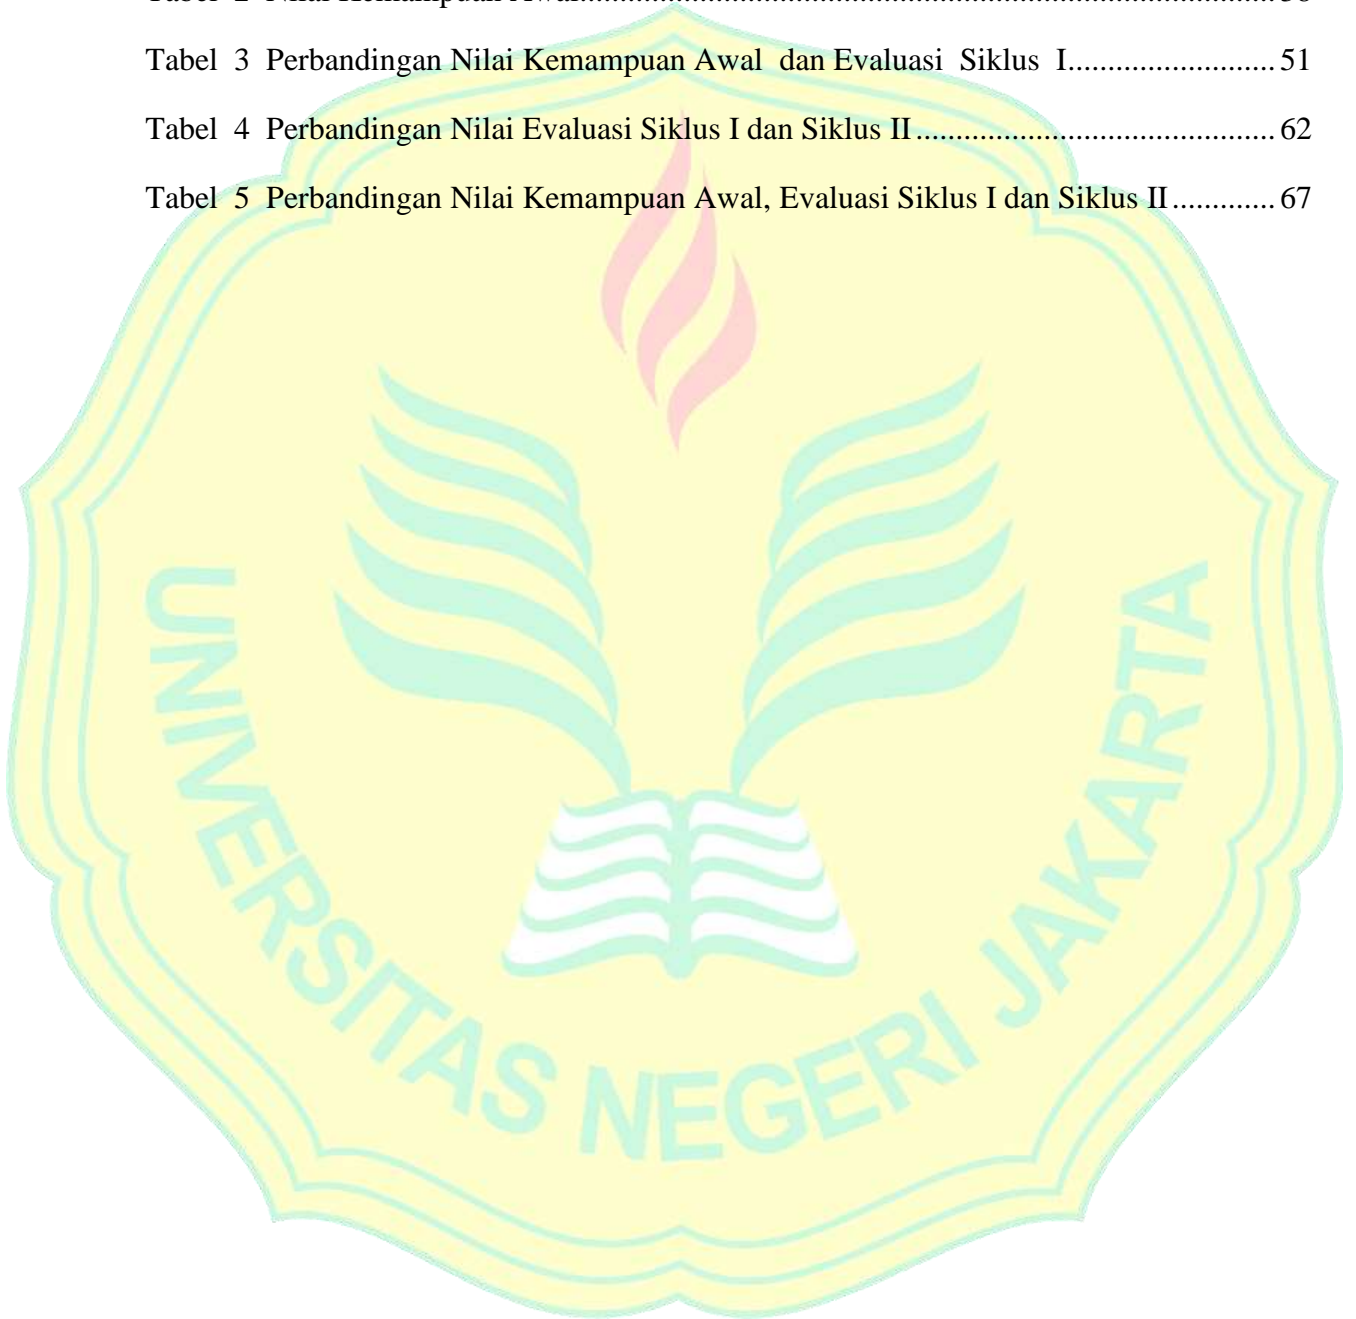 Tabel 3 Perbandingan Nilai Kemampuan Awal dan Evaluasi Siklus I.......................... 51
Tabel 4 Perbandingan Nilai Evaluasi Siklus I dan Siklus II ............................................. 62
Tabel 5 Perbandingan Nilai Kemampuan Awal, Evaluasi Siklus I dan Siklus II ............. 67
UNIVERSITAS NEGERI JAKARTA